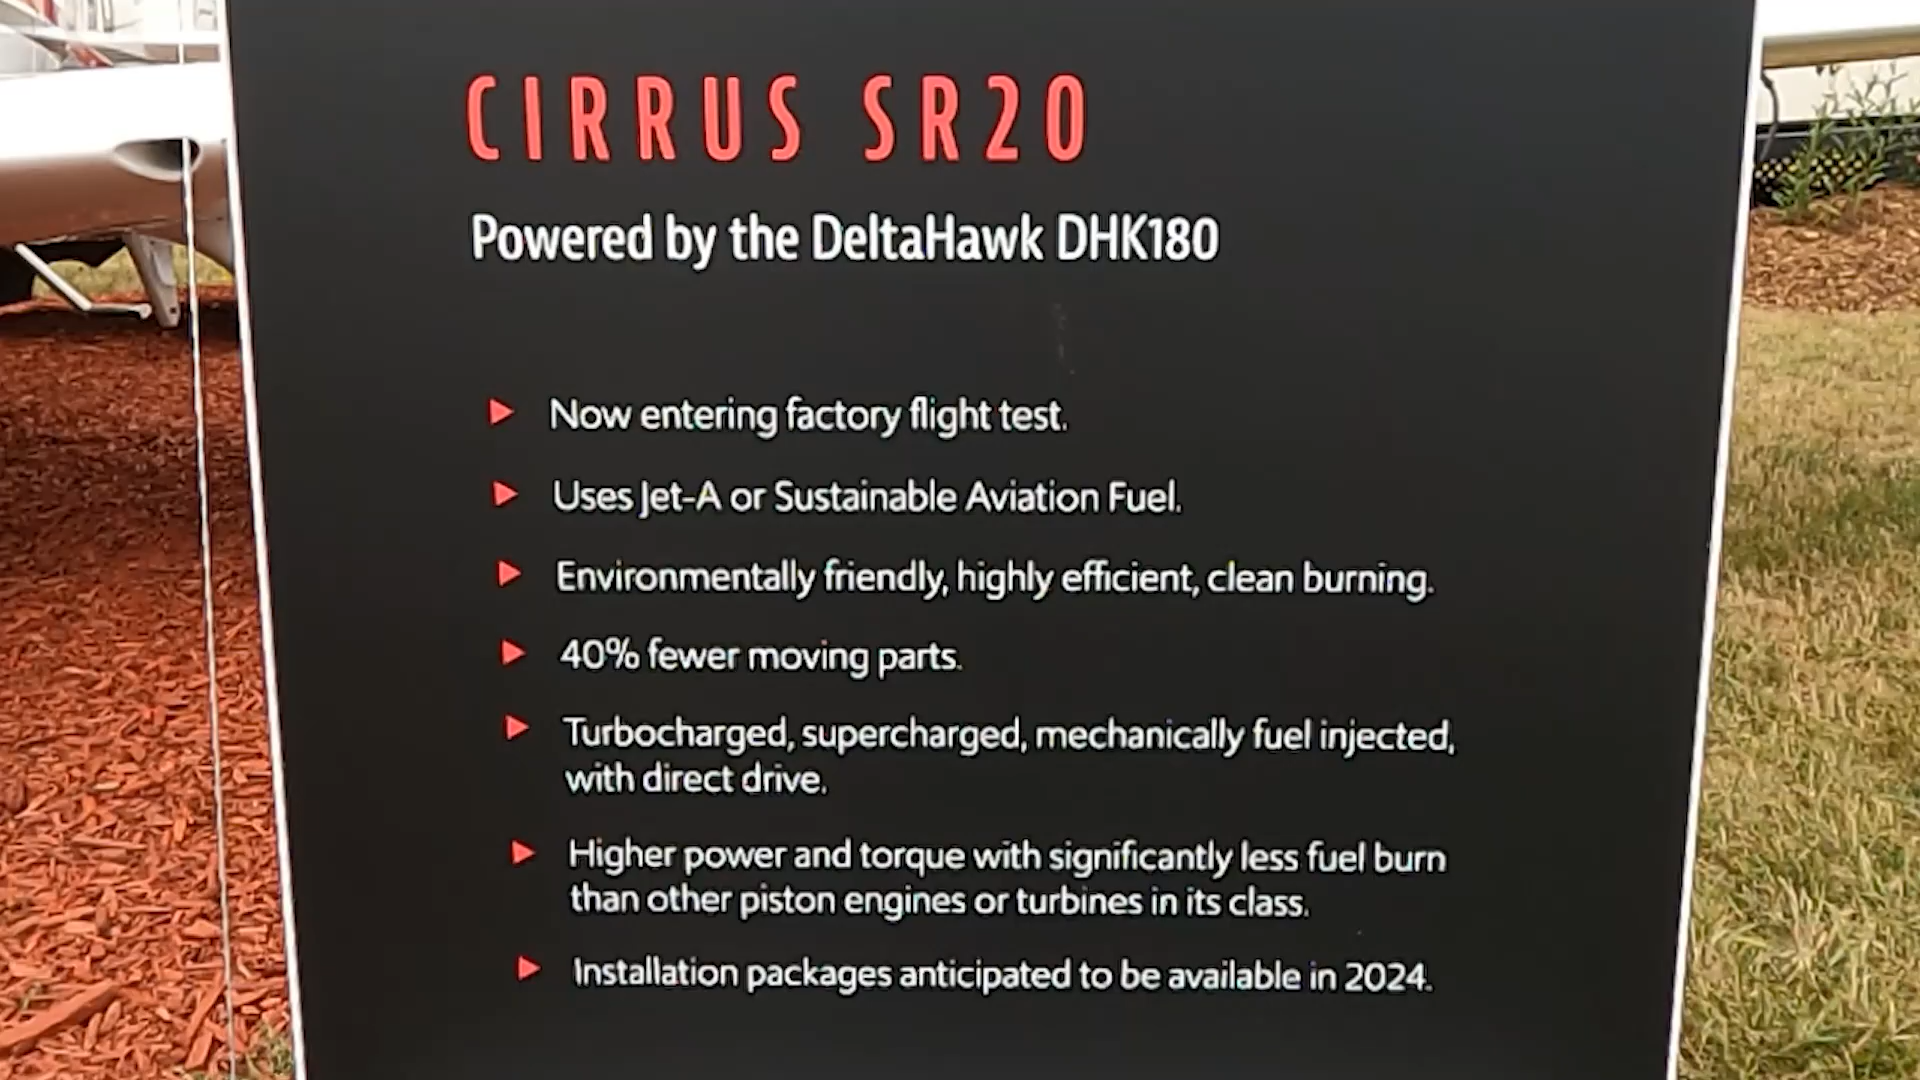 CIRRUS SR20
Powered by the DeltaHawk DHK180
Now entering factory flight test.
Uses Jet-A or Sustainable Aviation Fuel.
Environmentally friendly, highly efficient, clean burning.
40% fewer moving parts.
Turbocharged, supercharged, mechanically fuel injected,
with direct drive.
Higher power and torque with significantly less fuel burn
than other piston engines or turbines in its class.
Installation packages anticipated to be available in 2024.